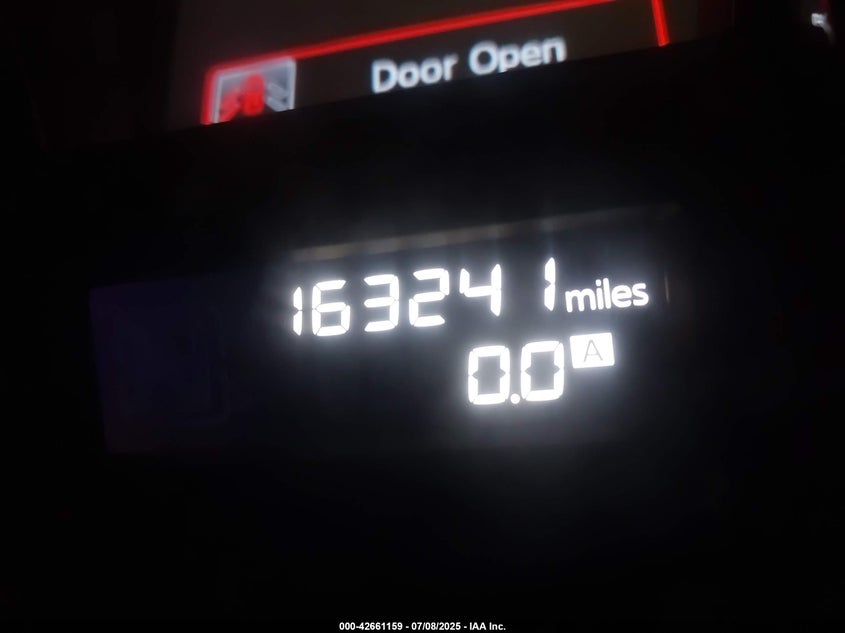 Door Open
163241 miles
0.0 A
000-42661159 - 07/08/2025 - IAA Inc.